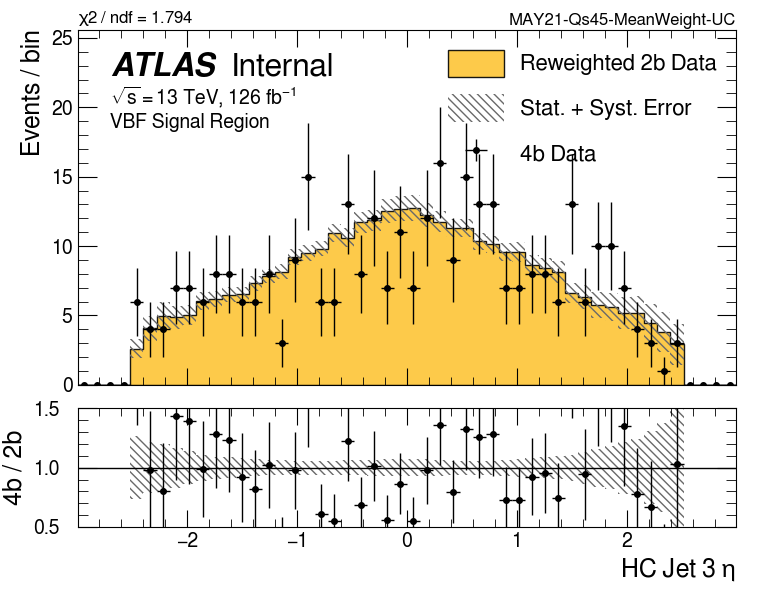 χ² / ndf = 1.794
MAY21-Qs45-MeanWeight-UC
ATLAS Internal
√s = 13 TeV, 126 fb⁻¹
VBF Signal Region
Reweighted 2b Data
Stat. + Syst. Error
4b Data
Events / bin
25
20
15
10
5
0
4b / 2b
1.5
1.0
0.5
−2
−1
0
1
2
HC Jet 3 η